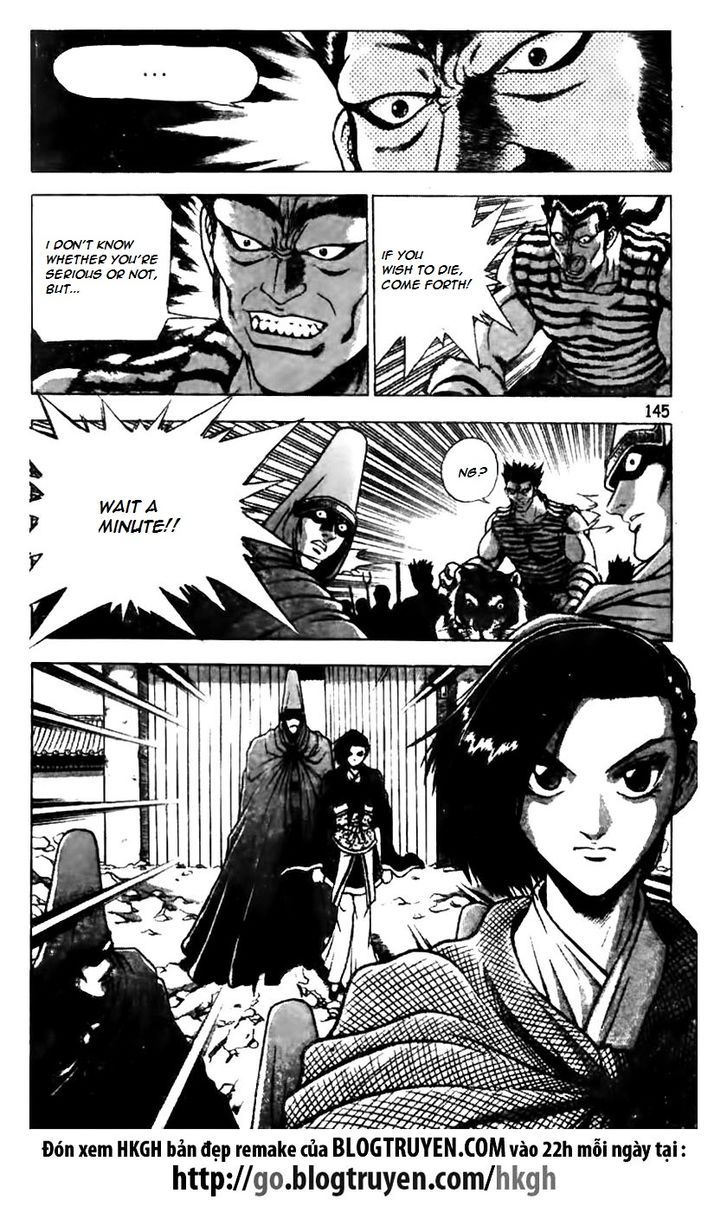 ...
I DON'T KNOW
WHETHER YOU'RE
SERIOUS OR NOT,
BUT...
IF YOU
WISH TO DIE,
COME FORTH!
145
WAIT A
MINUTE!!
NG?
Đón xem HKGH bản đẹp remake của BLOGTRUYEN.COM vào 22h mỗi ngày tại :
http://go.blogtruyen.com/hkgh